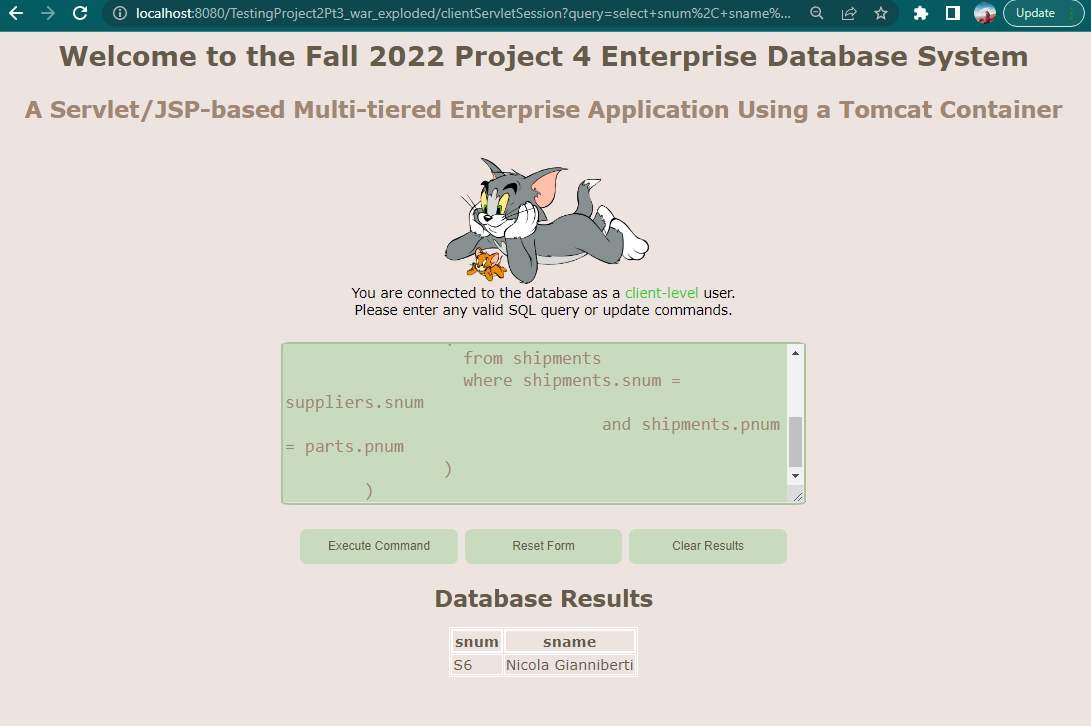 localhost:8080/TestingProject2Pt3_war_exploded/clientServletSession?query=select+snum%2C+sname%...
Update
Welcome to the Fall 2022 Project 4 Enterprise Database System
A Servlet/JSP-based Multi-tiered Enterprise Application Using a Tomcat Container
You are connected to the database as a client-level user.
Please enter any valid SQL query or update commands.
from shipments
where shipments.snum =
suppliers.snum
and shipments.pnum
= parts.pnum
)
)
Execute Command Reset Form Clear Results
Database Results
snum sname
S6 Nicola Gianniberti